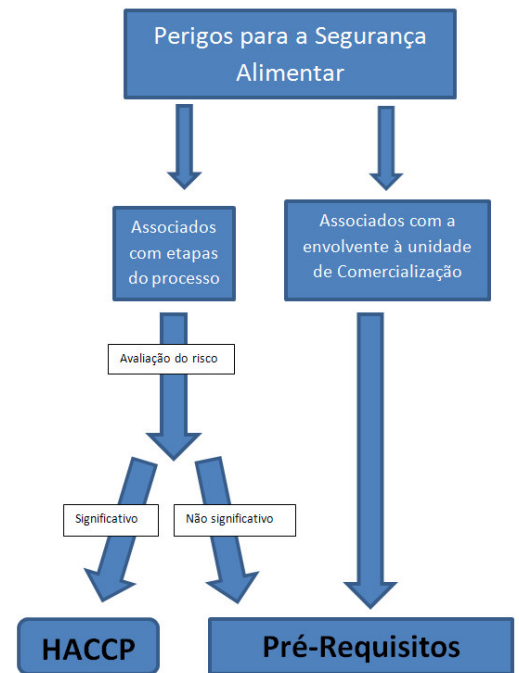 Perigos para a Segurança
Alimentar
Associados
com etapas
do processo
Associados com a
envolvente à unidade
de Comercialização
Avaliação do risco
Significativo
Não significativo
HACCP
Pré-Requisitos